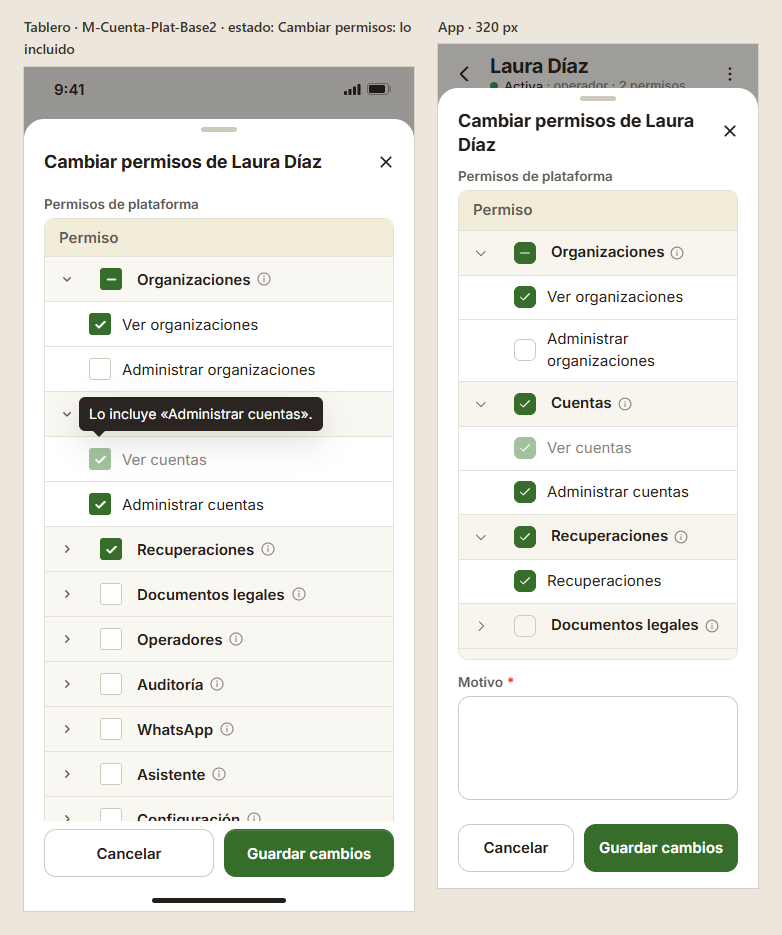 Tablero · M-Cuenta-Plat-Base2 · estado: Cambiar permisos: lo
incluido
9:41
Cambiar permisos de Laura Díaz
Permisos de plataforma
Permiso
Organizaciones
Ver organizaciones
Administrar organizaciones
Lo incluye «Administrar cuentas».
Ver cuentas
Administrar cuentas
Recuperaciones
Documentos legales
Operadores
Auditoría
WhatsApp
Asistente
Configuración
Cancelar
Guardar cambios
App · 320 px
Laura Díaz
Activa · operador · 2 permisos
Cambiar permisos de Laura
Díaz
Permisos de plataforma
Permiso
Organizaciones
Ver organizaciones
Administrar
organizaciones
Cuentas
Ver cuentas
Administrar cuentas
Recuperaciones
Recuperaciones
Documentos legales
Motivo *
Cancelar
Guardar cambios